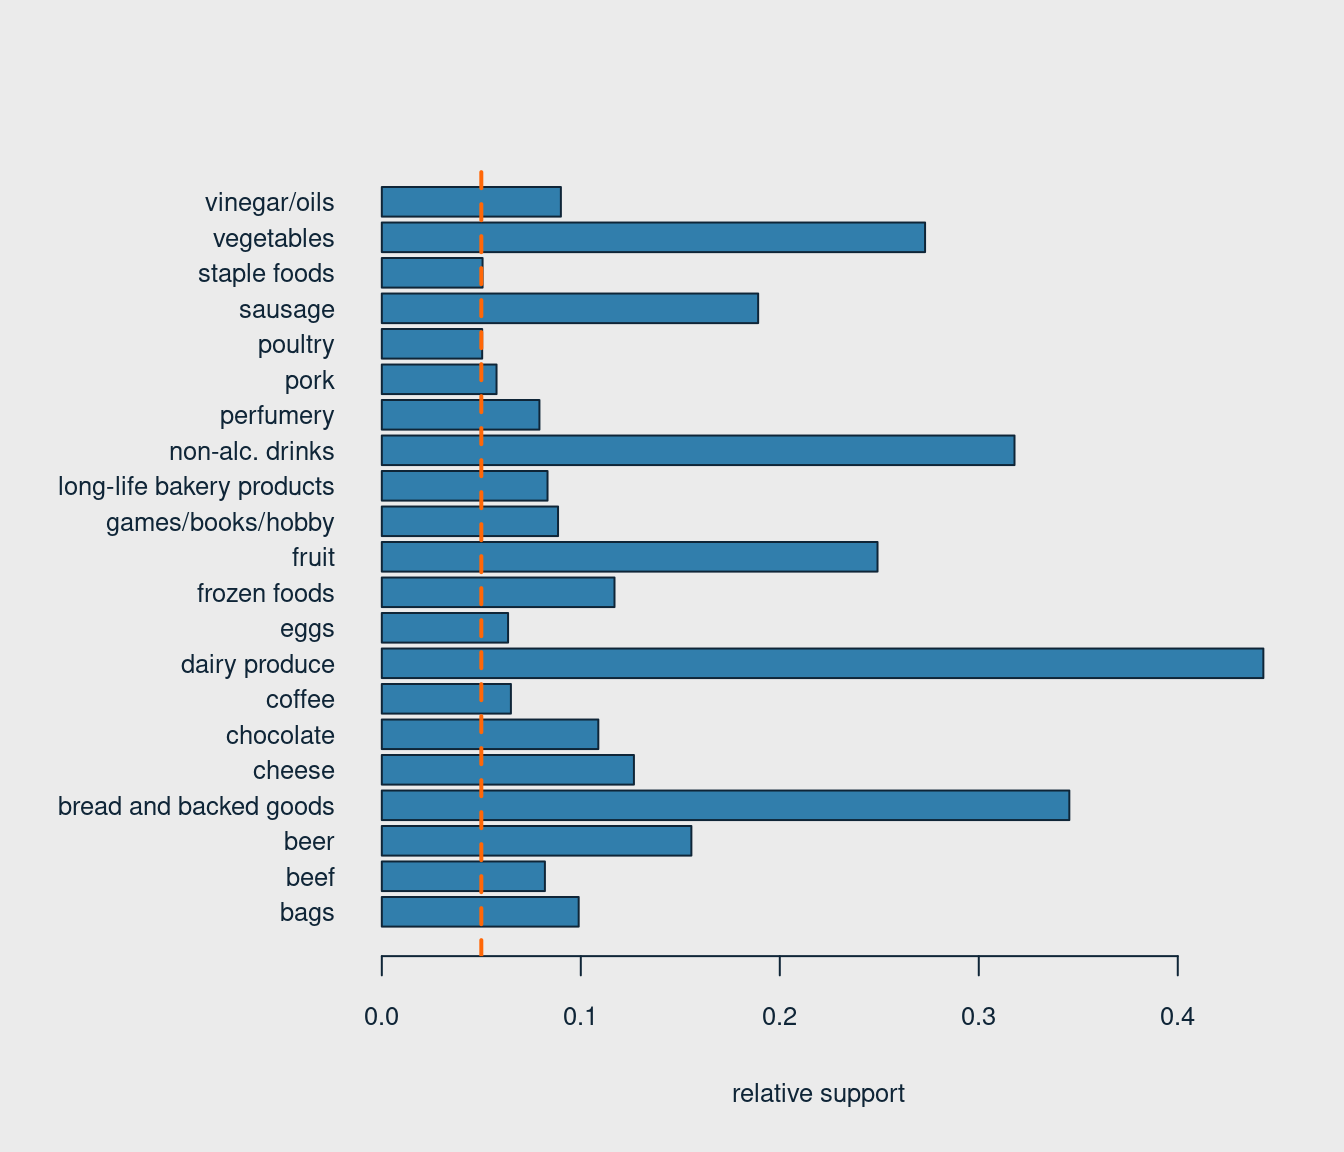 vinegar/oils
vegetables
staple foods
sausage
poultry
pork
perfumery
non-alc. drinks
long-life bakery products
games/books/hobby
fruit
frozen foods
eggs
dairy produce
coffee
chocolate
cheese
bread and backed goods
beer
beef
bags
0.0 0.1 0.2 0.3 0.4
relative support